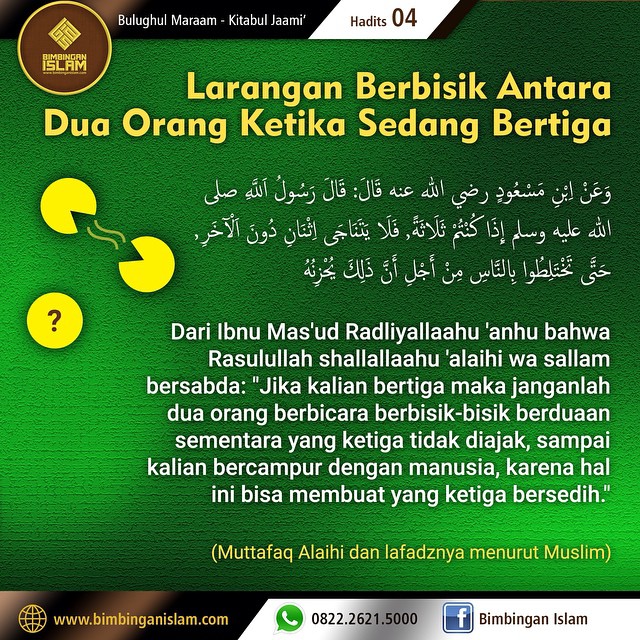 Bulughul Maraam - Kitabul Jaami’
Hadits 04
BIMBINGAN
ISLAM
www.bimbinganislam.com
Larangan Berbisik Antara
Dua Orang Ketika Sedang Bertiga
وَعَنْ اِبْنِ مَسْعُودٍ رضي الله عنه قَالَ: قَالَ رَسُولُ اَللَّهِ صلى
الله عليه وسلم إِذَا كُنْتُمْ ثَلَاثَةً, فَلَا يَتَنَاجَى اِثْنَانِ دُونَ اَلْآخَرِ,
حَتَّى تَخْتَلِطُوا بِالنَّاسِ مِنْ أَجْلِ أَنَّ ذَلِكَ يُحْزِنُهُ
?
Dari Ibnu Mas'ud Radliyallaahu 'anhu bahwa
Rasulullah shallallaahu 'alaihi wa sallam
bersabda: "Jika kalian bertiga maka janganlah
dua orang berbicara berbisik-bisik berduaan
sementara yang ketiga tidak diajak, sampai
kalian bercampur dengan manusia, karena hal
ini bisa membuat yang ketiga bersedih."
(Muttafaq Alaihi dan lafadznya menurut Muslim)
www.bimbinganislam.com
0822.2621.5000
f
Bimbingan Islam